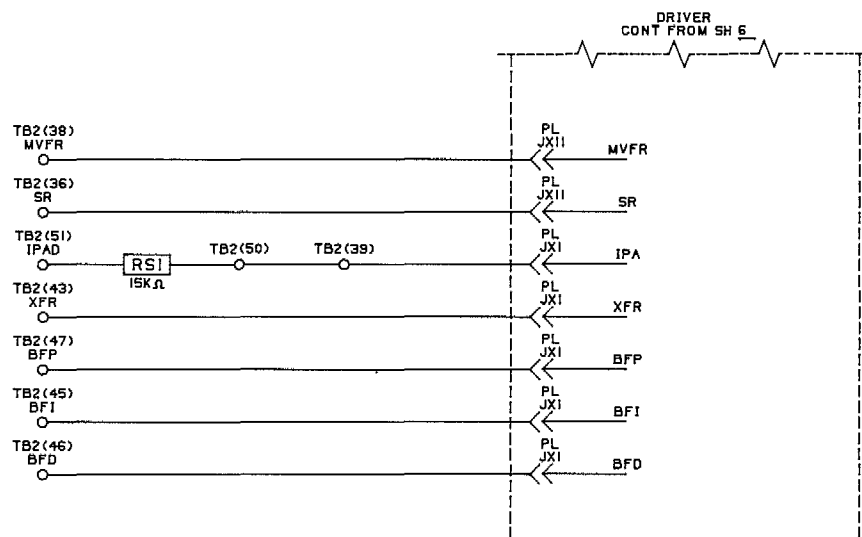 DRIVER
CONT FROM SH 6
TB2(38)
MVFR
PL
JX11
MVFR
TB2(36)
SR
PL
JX11
SR
TB2(51)
IPAD
RS1
15KΩ
TB2(50)
TB2(39)
PL
JX1
IPA
TB2(43)
XFR
PL
JX1
XFR
TB2(47)
BFP
PL
JX1
BFP
TB2(45)
BFI
PL
JX1
BFI
TB2(46)
BFD
PL
JX1
BFD